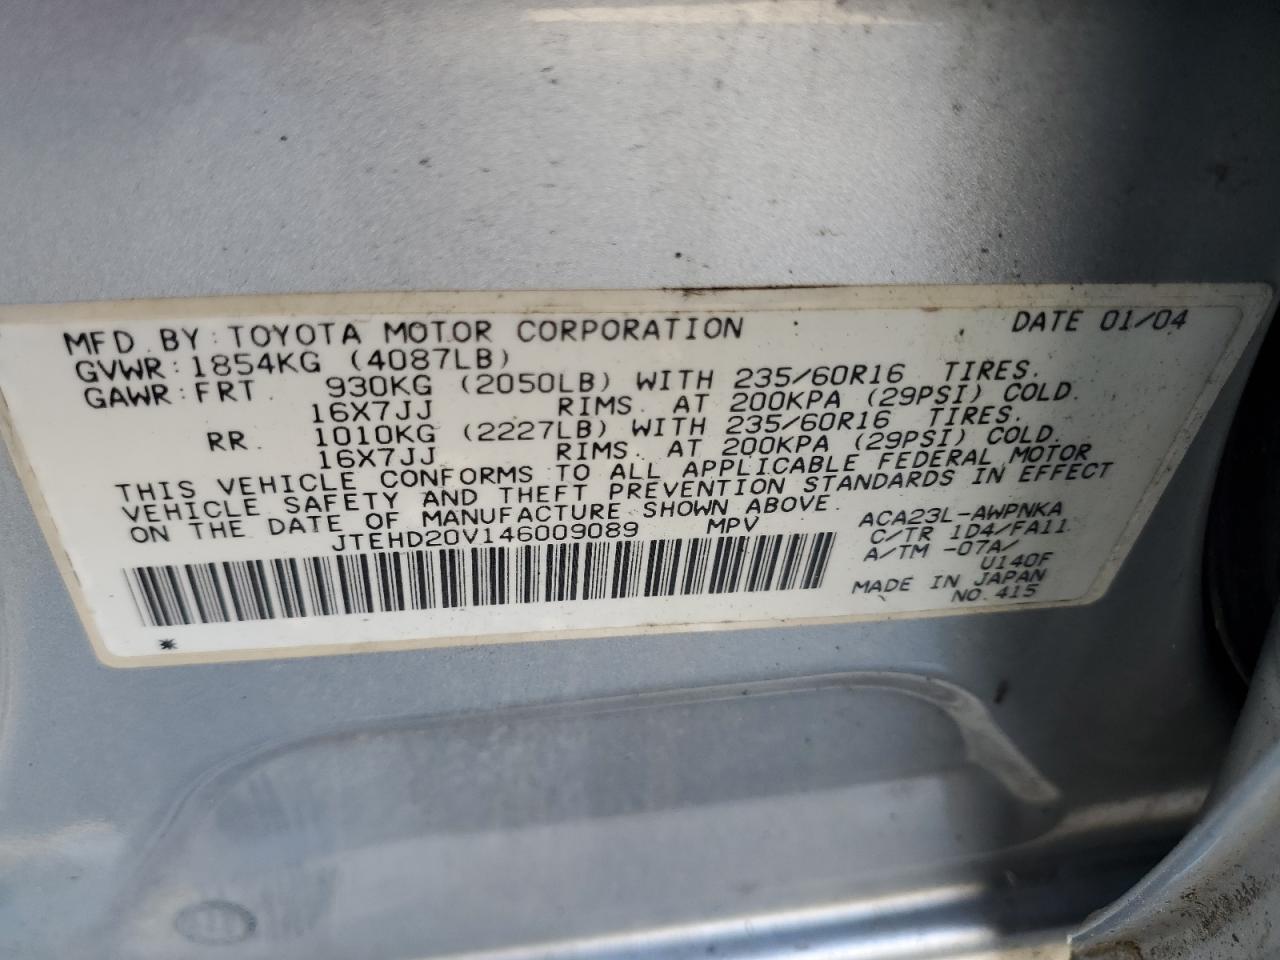 MFD. BY: TOYOTA MOTOR CORPORATION DATE 01/04
GVWR: 1854KG (4087LB)
GAWR: FRT. 930KG (2050LB) WITH 235/60R16 TIRES.
16X7JJ RIMS. AT 200KPA (29PSI) COLD.
RR. 1010KG (2227LB) WITH 235/60R16 TIRES.
16X7JJ RIMS. AT 200KPA (29PSI) COLD.
THIS VEHICLE CONFORMS TO ALL APPLICABLE FEDERAL MOTOR
VEHICLE SAFETY AND THEFT PREVENTION STANDARDS IN EFFECT
ON THE DATE OF MANUFACTURE SHOWN ABOVE.
JTEHD20V146009089 MPV
ACA23L-AWPNKA
C/TR 1D4/FA11
A/TM -07A/
U140F
MADE IN JAPAN
NO. 415
*